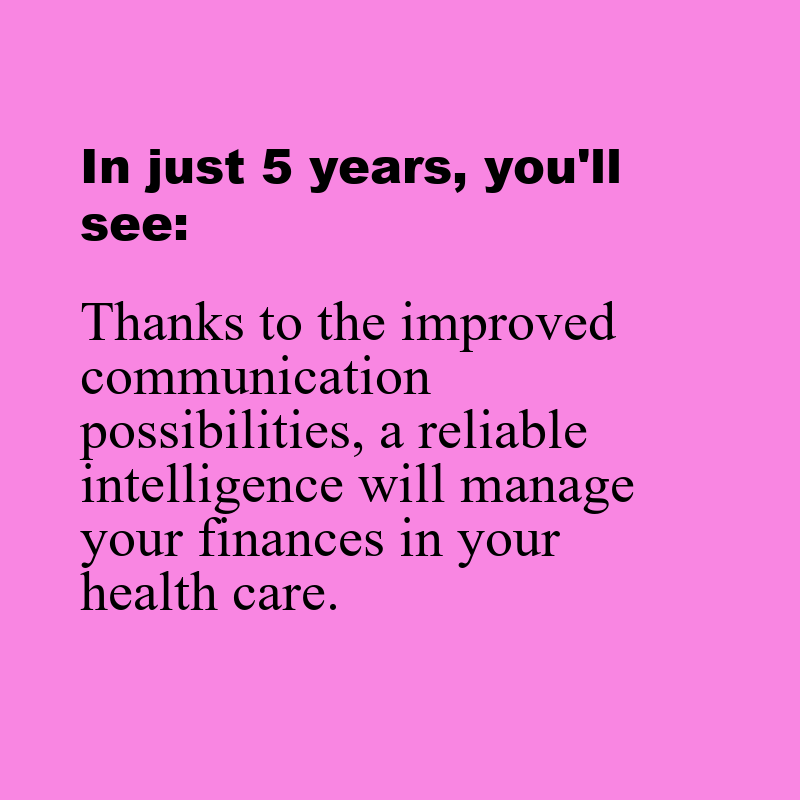 In just 5 years, you'll
see:
Thanks to the improved
communication
possibilities, a reliable
intelligence will manage
your finances in your
health care.